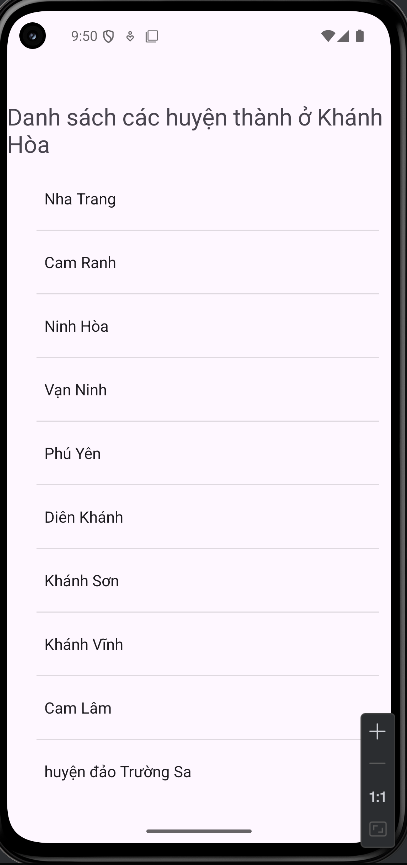 9:50
Danh sách các huyện thành ở Khánh
Hòa
Nha Trang
Cam Ranh
Ninh Hòa
Vạn Ninh
Phú Yên
Diên Khánh
Khánh Sơn
Khánh Vĩnh
Cam Lâm
huyện đảo Trường Sa
1:1